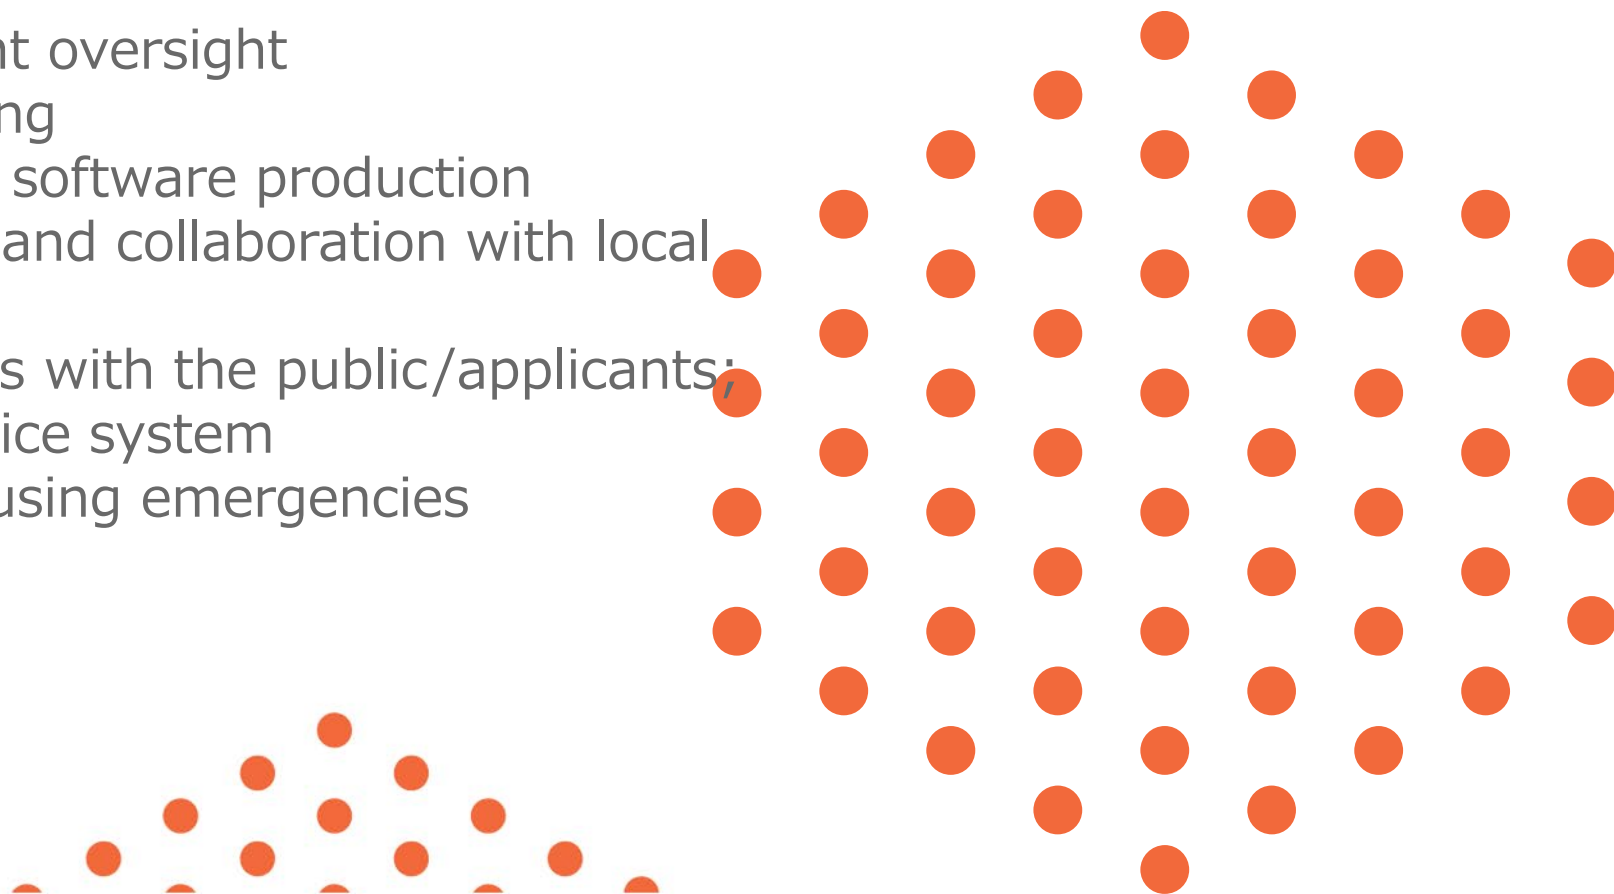 nt oversight
ng
software production
and collaboration with local
s with the public/applicants;
ice system
using emergencies